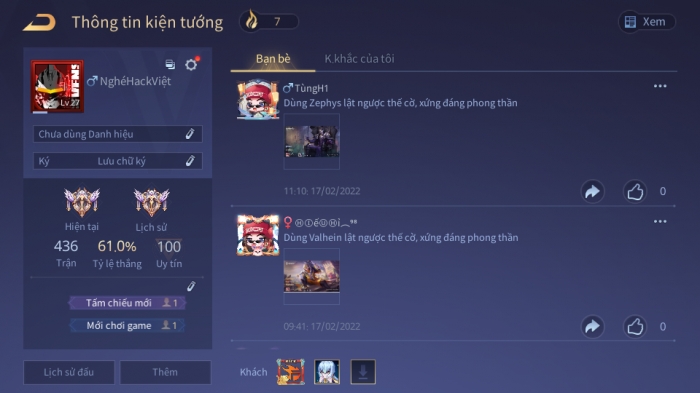 Thông tin kiện tướng
7
Xem
Bạn bè
K.khắc của tôi
NghéHackViệt
Lv 27
Chưa dùng Danh hiệu
Ký
Lưu chữ ký
Hiện tại
Lịch sử
436
61.0%
100
Trận
Tỷ lệ thắng
Uy tín
Tấm chiếu mới
1
Mới chơi game
1
Lịch sử đấu
Thêm
TùngH1
Dùng Zephys lật ngược thế cờ, xứng đáng phong thần
11:10: 17/02/2022
0
Dùng Valhein lật ngược thế cờ, xứng đáng phong thần
09:41: 17/02/2022
0
Khách